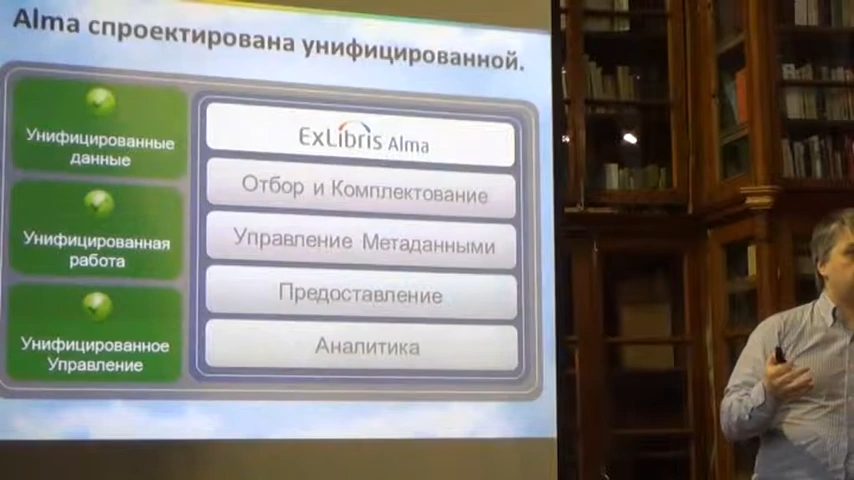 Alma спроектирована унифицированной.
Унифицированные
данные
Унифицированная
работа
Унифицированное
Управление
ExLibris Alma
Отбор и Комплектование
Управление Метаданными
Предоставление
Аналитика